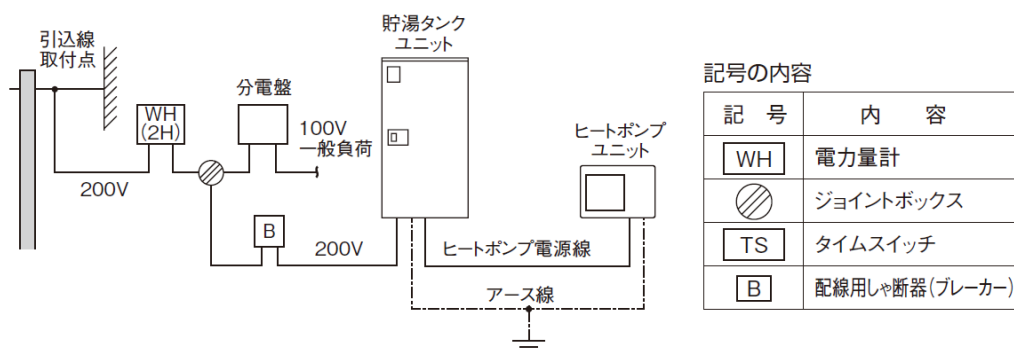 引込線
取付点
WH
(2H)
200V
分電盤
100V
一般負荷
B
200V
貯湯タンク
ユニット
ヒートポンプ
ユニット
ヒートポンプ電源線
アース線
記号の内容
記 号 内 容
WH 電力量計
ジョイントボックス
TS タイムスイッチ
B 配線用しゃ断器(ブレーカー)